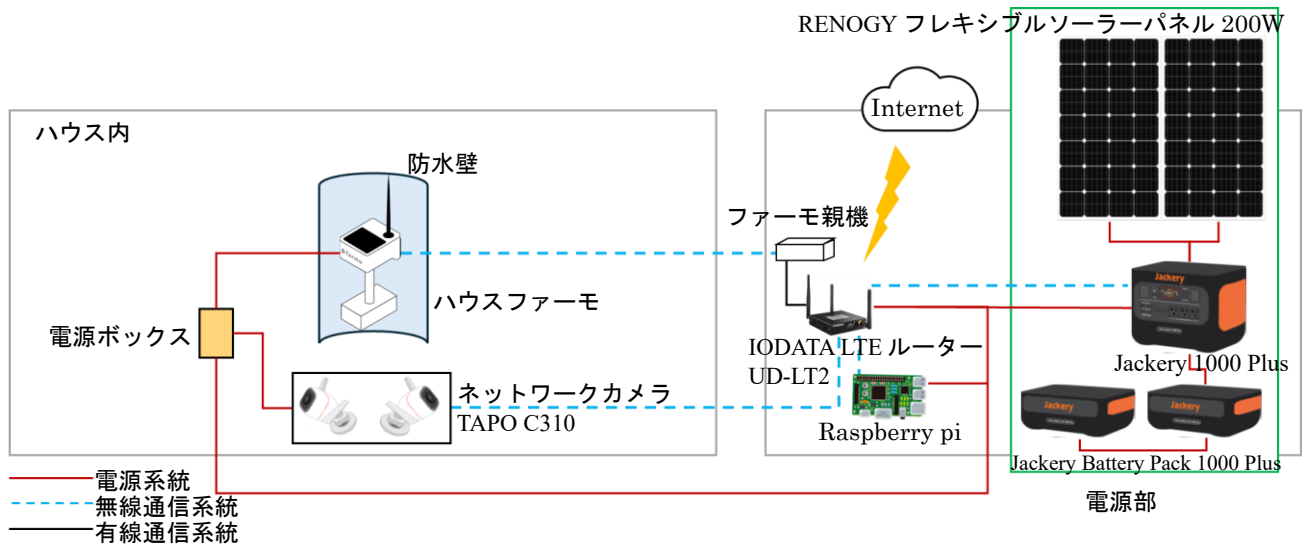 RENOGY フレキシブルソーラーパネル 200W
Internet
ハウス内
防水壁
ファーモ親機
farmo
ハウスファーモ
電源ボックス
Jackery
IODATA LTE ルーター
UD-LT2
Jackery 1000 Plus
ネットワークカメラ
TAPO C310
Raspberry pi
Jackery
Jackery
Jackery Battery Pack 1000 Plus
電源系統
無線通信系統
有線通信系統
電源部